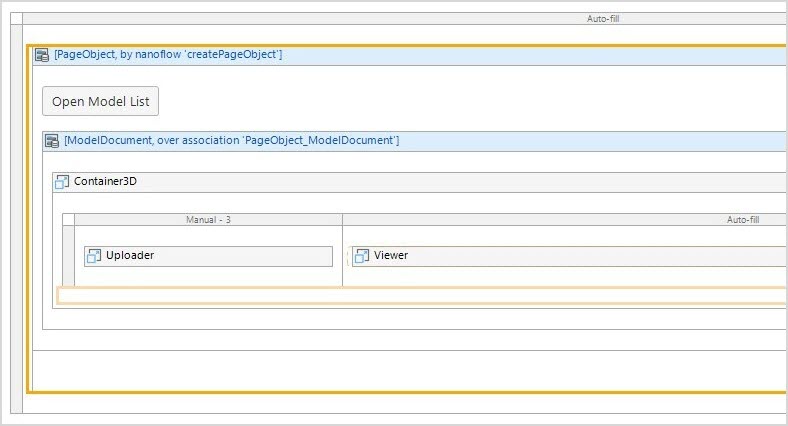 Auto-fill
[PageObject, by nanoflow 'createPageObject']
Open Model List
[ModelDocument, over association 'PageObject_ModelDocument']
Container3D
Manual - 3
Auto-fill
Uploader
Viewer